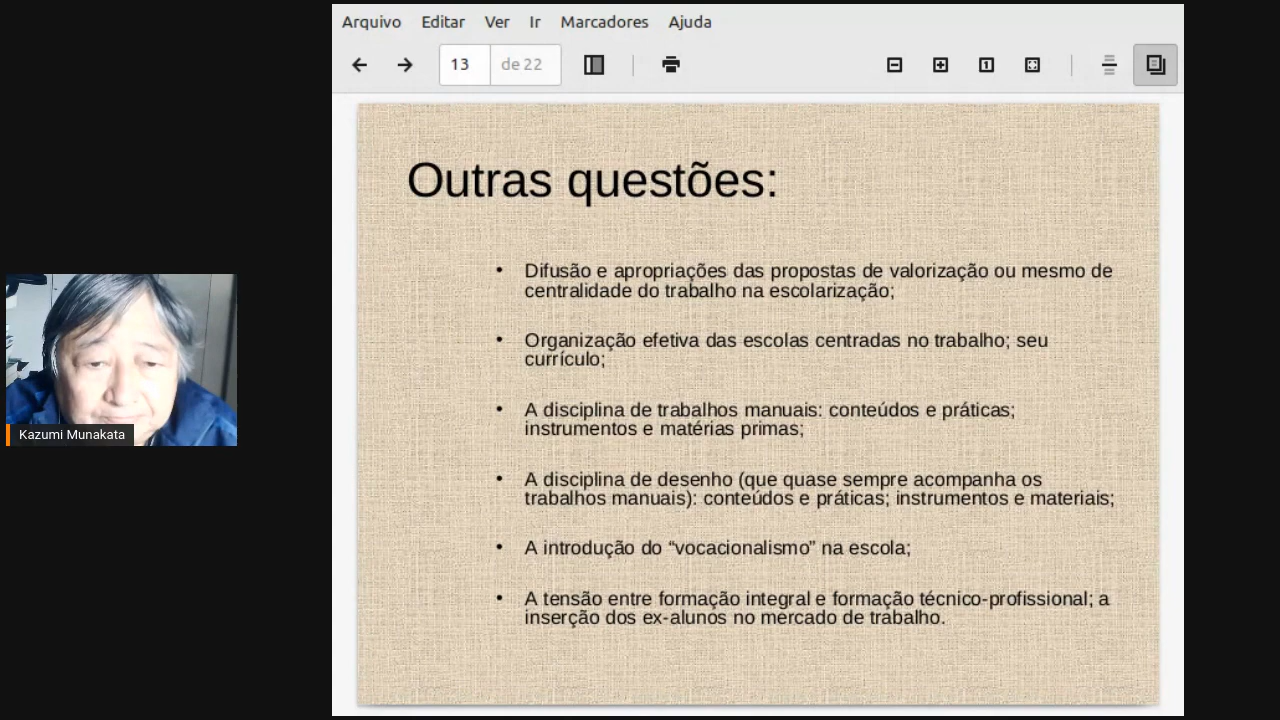 Arquivo Editar Ver Ir Marcadores Ajuda
13 de 22
1
Outras questões:
• Difusão e apropriações das propostas de valorização ou mesmo de
centralidade do trabalho na escolarização;
• Organização efetiva das escolas centradas no trabalho; seu
currículo;
• A disciplina de trabalhos manuais: conteúdos e práticas;
instrumentos e matérias primas;
• A disciplina de desenho (que quase sempre acompanha os
trabalhos manuais): conteúdos e práticas; instrumentos e materiais;
• A introdução do “vocacionalismo” na escola;
• A tensão entre formação integral e formação técnico-profissional; a
inserção dos ex-alunos no mercado de trabalho.
Kazumi Munakata